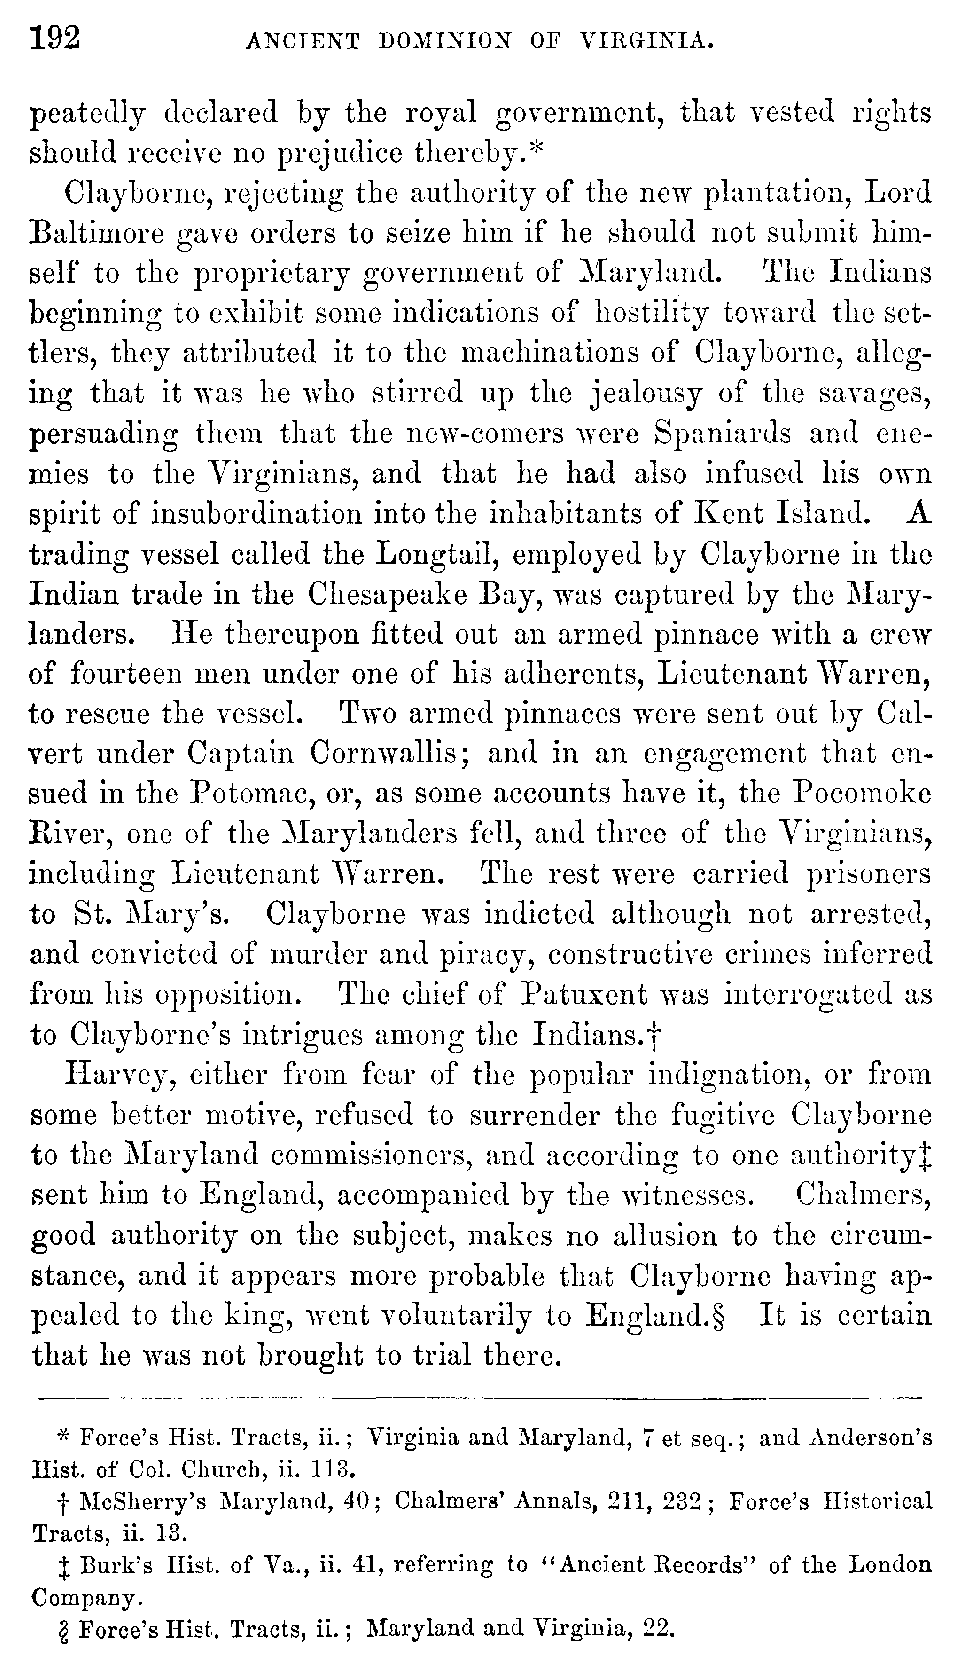 192 ANCIENT DOMINION OF VIRGINIA.
peatedly declared by the royal government, that vested rights
should receive no prejudice thereby.*
Clayborne, rejecting the authority of the new plantation, Lord
Baltimore gave orders to seize him if he should not submit him-
self to the proprietary government of Maryland. The Indians
beginning to exhibit some indications of hostility toward the set-
tlers, they attributed it to the machinations of Clayborne, alleg-
ing that it was he who stirred up the jealousy of the savages,
persuading them that the new-comers were Spaniards and ene-
mies to the Virginians, and that he had also infused his own
spirit of insubordination into the inhabitants of Kent Island. A
trading vessel called the Longtail, employed by Clayborne in the
Indian trade in the Chesapeake Bay, was captured by the Mary-
landers. He thereupon fitted out an armed pinnace with a crew
of fourteen men under one of his adherents, Lieutenant Warren,
to rescue the vessel. Two armed pinnaces were sent out by Cal-
vert under Captain Cornwallis; and in an engagement that en-
sued in the Potomac, or, as some accounts have it, the Pocomoke
River, one of the Marylanders fell, and three of the Virginians,
including Lieutenant Warren. The rest were carried prisoners
to St. Mary's. Clayborne was indicted although not arrested,
and convicted of murder and piracy, constructive crimes inferred
from his opposition. The chief of Patuxent was interrogated as
to Clayborne's intrigues among the Indians.†
Harvey, either from fear of the popular indignation, or from
some better motive, refused to surrender the fugitive Clayborne
to the Maryland commissioners, and according to one authority‡
sent him to England, accompanied by the witnesses. Chalmers,
good authority on the subject, makes no allusion to the circum-
stance, and it appears more probable that Clayborne having ap-
pealed to the king, went voluntarily to England.§ It is certain
that he was not brought to trial there.
* Force's Hist. Tracts, ii.; Virginia and Maryland, 7 et seq.; and Anderson's
Hist. of Col. Church, ii. 113.
† McSherry's Maryland, 40; Chalmers' Annals, 211, 232; Force's Historical
Tracts, ii. 13.
‡ Burk's Hist. of Va., ii. 41, referring to "Ancient Records" of the London
Company.
§ Force's Hist. Tracts, ii.; Maryland and Virginia, 22.